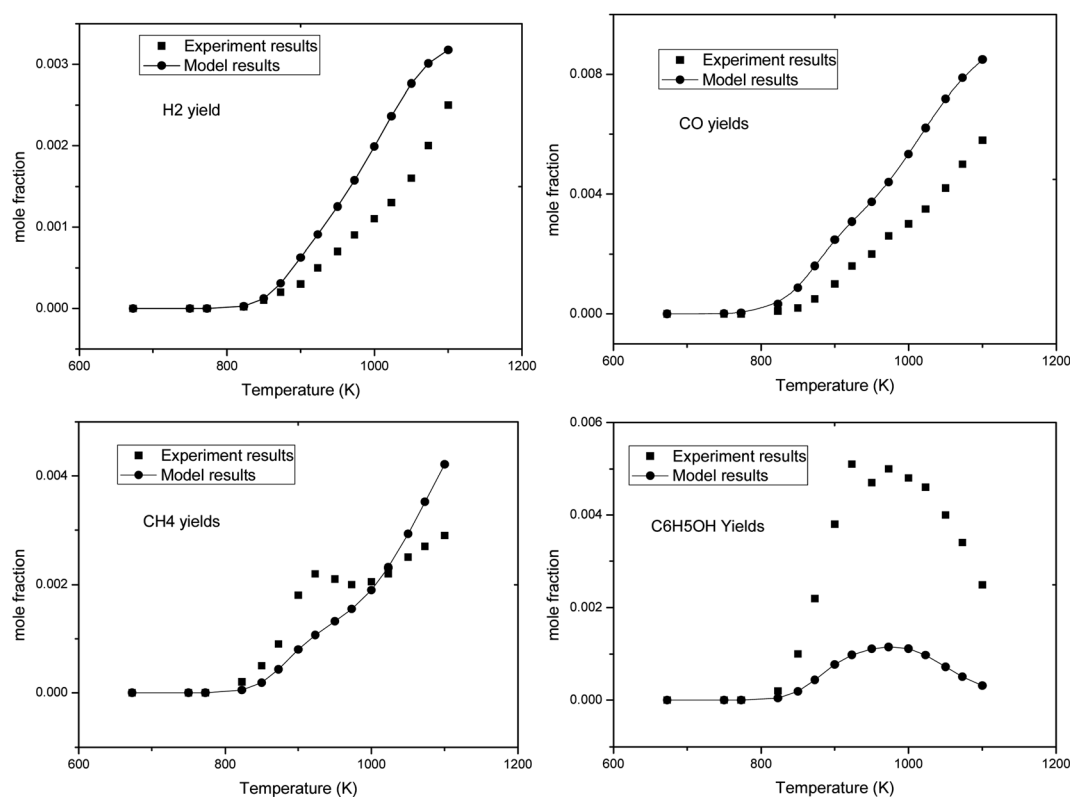 Experiment results
Model results
H2 yield
0.003
0.002
0.001
0.000
mole fraction
600
800
1000
1200
Temperature (K)
Experiment results
Model results
CO yields
0.008
0.004
0.000
mole fraction
600
800
1000
1200
Temperature (K)
Experiment results
Model results
CH4 yields
0.004
0.002
0.000
mole fraction
600
800
1000
1200
Temperature (K)
Experiment results
Model results
C6H5OH Yields
0.006
0.004
0.002
0.000
mole fraction
600
800
1000
1200
Temperature (K)